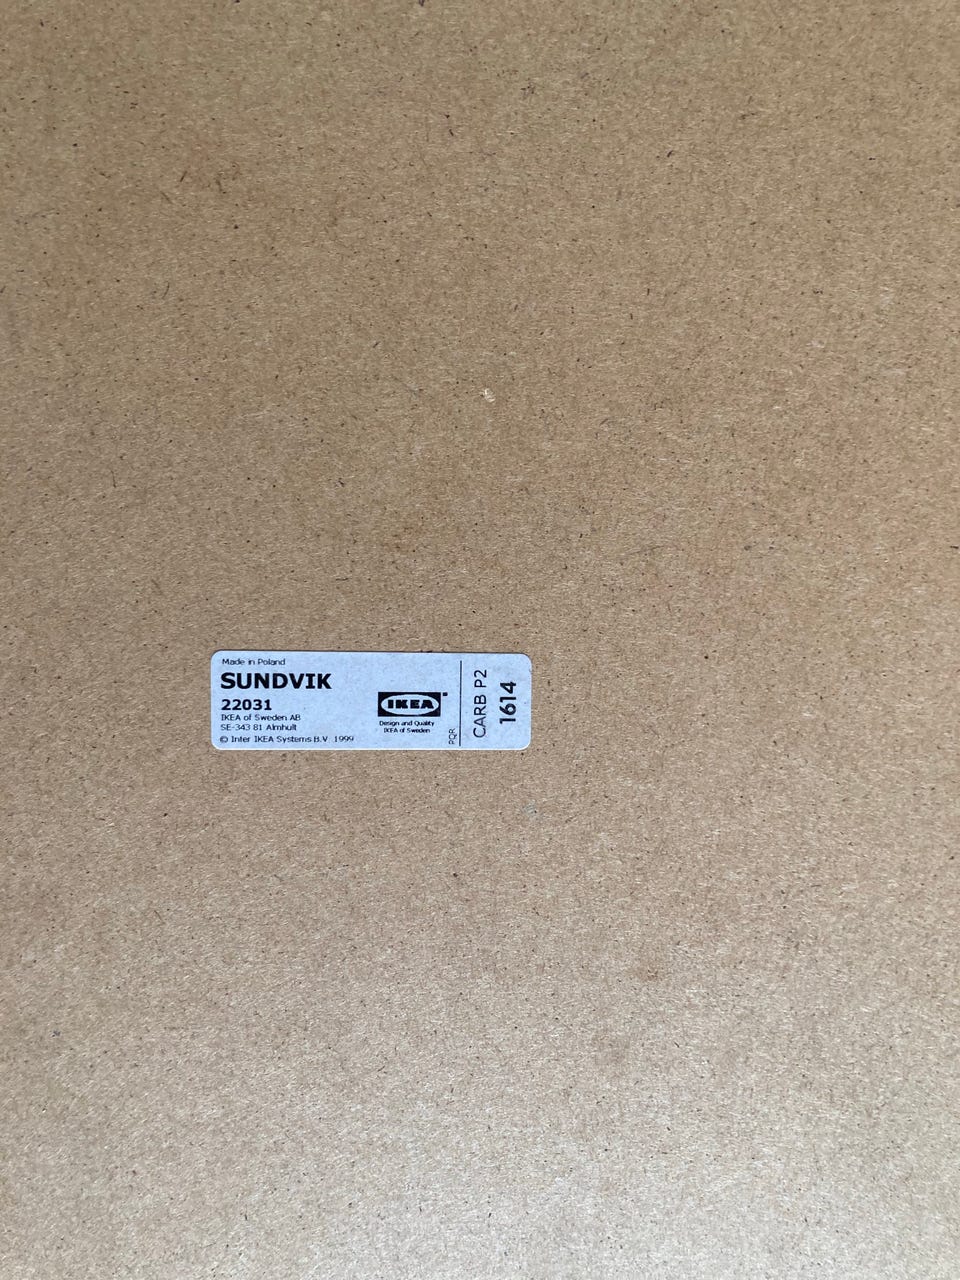 Made in Poland
SUNDVIK
22031
IKEA of Sweden AB
SE-343 81 Älmhult
© Inter IKEA Systems B.V. 1999
IKEA®
Design and Quality
IKEA of Sweden
PQR
CARB P2
1614